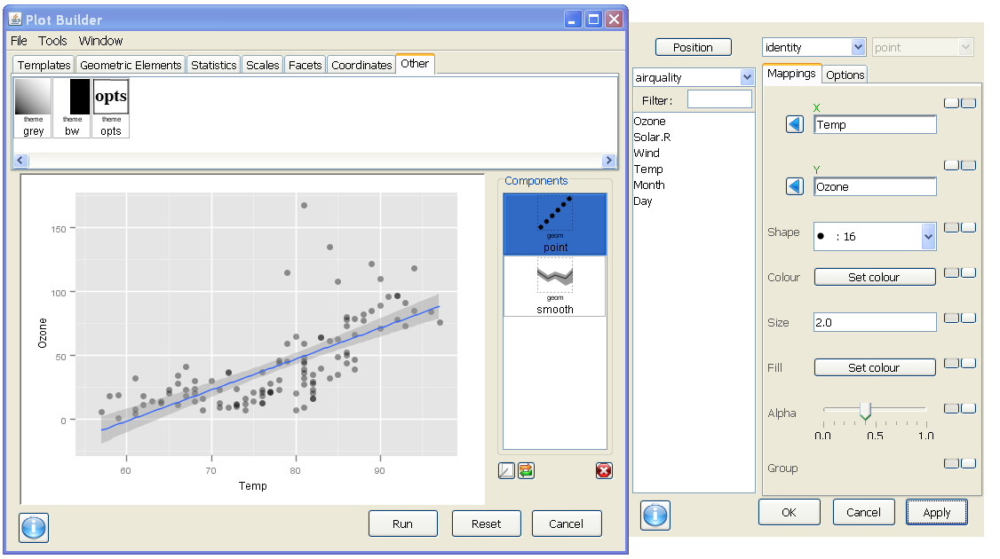 Plot Builder
File Tools Window
Templates Geometric Elements Statistics Scales Facets Coordinates Other
opts
theme theme theme
grey bw opts
Components
geom
point
geom
smooth
150
100
50
0
Ozone
60 70 80 90
Temp
Run Reset Cancel
Position identity point
airquality
Filter:
Ozone
Solar.R
Wind
Temp
Month
Day
Mappings Options
X
Temp
Y
Ozone
Shape : 16
Colour Set colour
Size 2.0
Fill Set colour
Alpha
0.0 0.5 1.0
Group
OK Cancel Apply